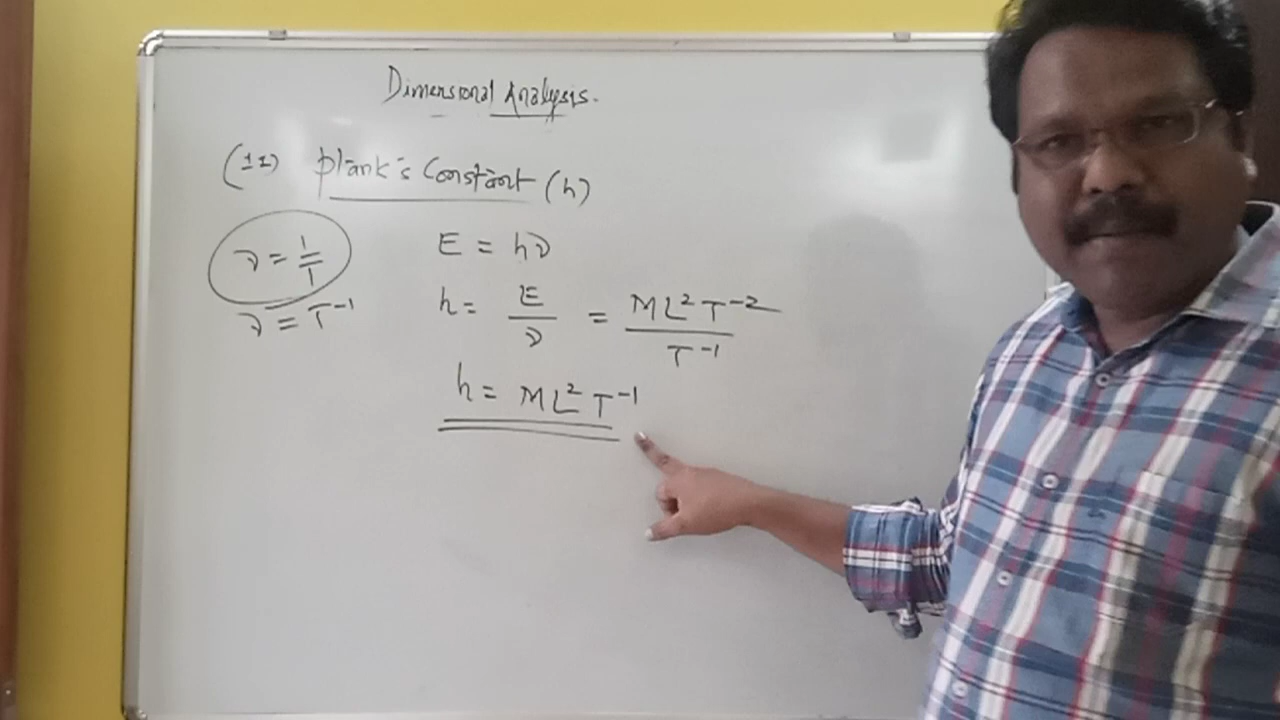 Dimensional Analysis.
(11) Plank's Constant (h)
ν = 1/T
ν = T⁻¹
E = hν
h = E/ν = ML²T⁻²/T⁻¹
h = ML²T⁻¹